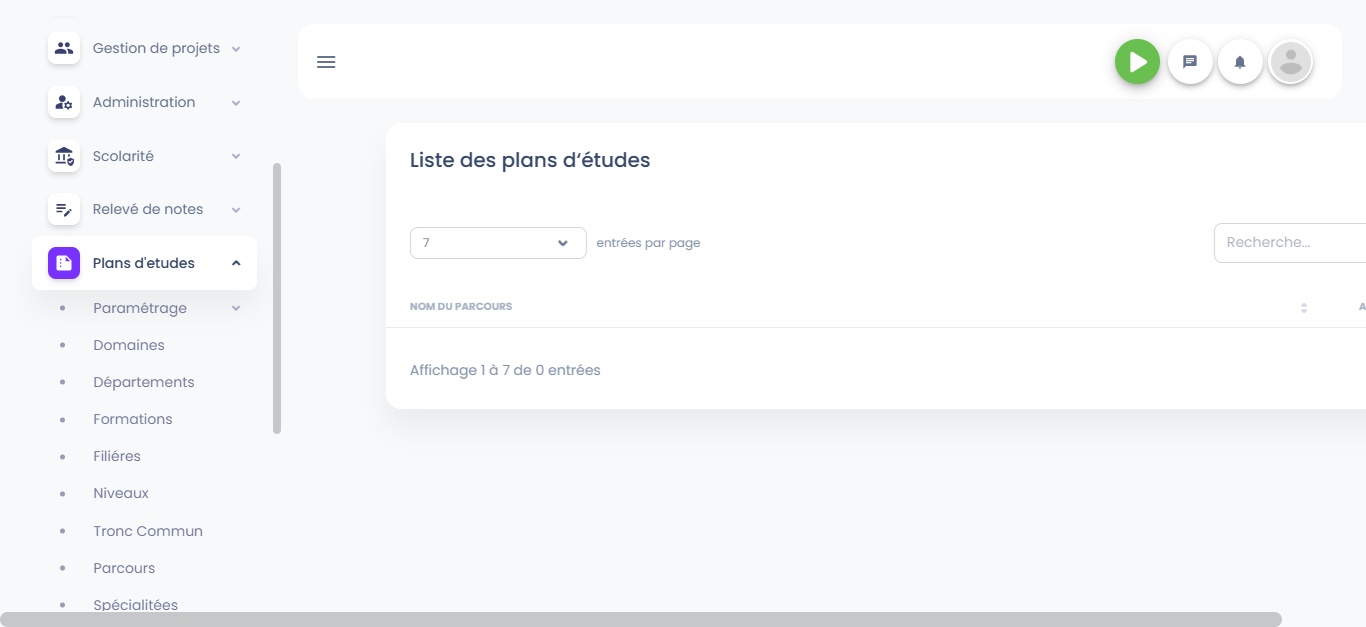 Gestion de projets
Administration
Scolarité
Relevé de notes
Plans d'etudes
Paramétrage
Domaines
Départements
Formations
Filiéres
Niveaux
Tronc Commun
Parcours
Spécialitées
Liste des plans d‘études
7 entrées par page
Recherche...
NOM DU PARCOURS
A
Affichage 1 à 7 de 0 entrées